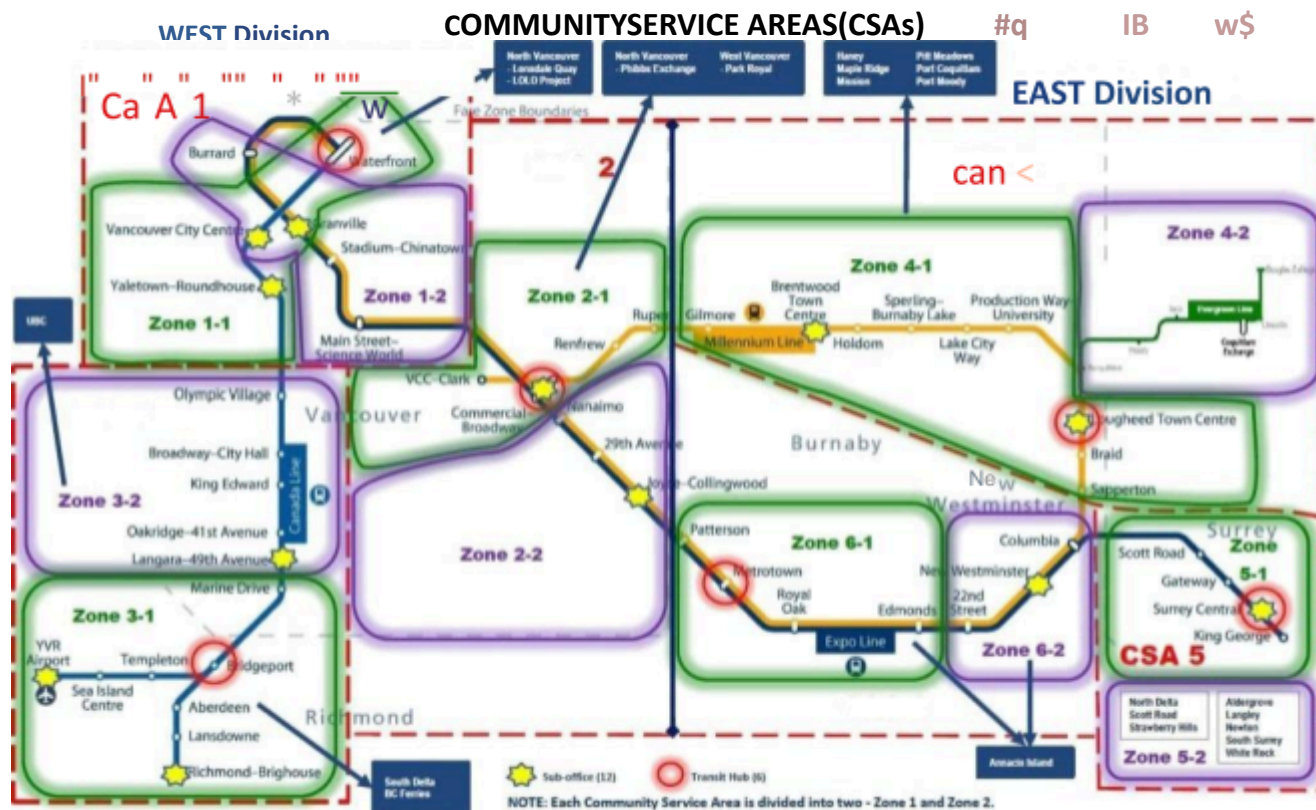 COMMUNITYSERVICE AREAS(CSAs)
#q IB w$
WEST Division
North Vancouver
- Lonsdale Quay
- LOLO Project
North Vancouver
- Phibbs Exchange
West Vancouver
- Park Royal
Haney
Maple Ridge
Mission
Pitt Meadows
Port Coquitlam
Port Moody
EAST Division
Ca A 1 * w
Fare Zone Boundaries
Burrard
Waterfront
2
can <
Vancouver City Centre
Granville
Stadium–Chinatown
Yaletown–Roundhouse
Zone 1-1
Zone 1-2
Main Street–
Science World
Zone 2-1
Renfrew
Rupert
Gilmore
Zone 4-1
Brentwood
Town
Centre
Millennium Line
Holdom
Sperling–
Burnaby Lake
Lake City
Way
Production Way–
University
Zone 4-2
Evergreen Line
Coquitlam
Exchange
UBC
Olympic Village
Broadway–City Hall
King Edward
Zone 3-2
Canada Line
Oakridge–41st Avenue
Langara–49th Avenue
Vancouver
VCC–Clark
Commercial–
Broadway
Nanaimo
29th Avenue
Joyce–Collingwood
Zone 2-2
Burnaby
New
Westminster
Lougheed Town Centre
Braid
Sapperton
Marine Drive
Zone 3-1
YVR
Airport
Templeton
Bridgeport
Sea Island
Centre
Aberdeen
Lansdowne
Richmond–Brighouse
Richmond
South Delta
BC Ferries
Patterson
Zone 6-1
Metrotown
Royal
Oak
Edmonds
Expo Line
Columbia
New Westminster
22nd
Street
Zone 6-2
Annacis Island
Surrey
Scott Road
Zone
5-1
Gateway
Surrey Central
King George
CSA 5
North Delta
Scott Road
Strawberry Hills
Aldergrove
Langley
Newton
South Surrey
White Rock
Zone 5-2
Sub-office (12)
Transit Hub (6)
NOTE: Each Community Service Area is divided into two - Zone 1 and Zone 2.